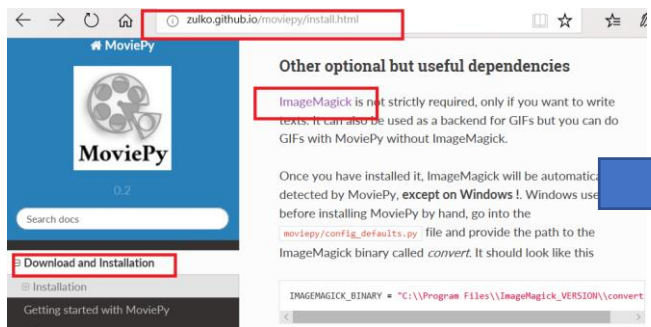 zulko.github.io/moviepy/install.html
MoviePy
MoviePy
0.2
Search docs
Download and Installation
Installation
Getting started with MoviePy
Other optional but useful dependencies
ImageMagick is not strictly required, only if you want to write
texts. It can also be used as a backend for GIFs but you can do
GIFs with MoviePy without ImageMagick.
Once you have installed it, ImageMagick will be
detected by MoviePy, except on Windows !. Windows
before installing MoviePy by hand, go into the
moviepy/config_defaults.py file and provide the path to the
ImageMagick binary called convert. It should look like this
IMAGEMAGICK_BINARY = "C:\\Program Files\\ImageMagick_VERSION\\convert